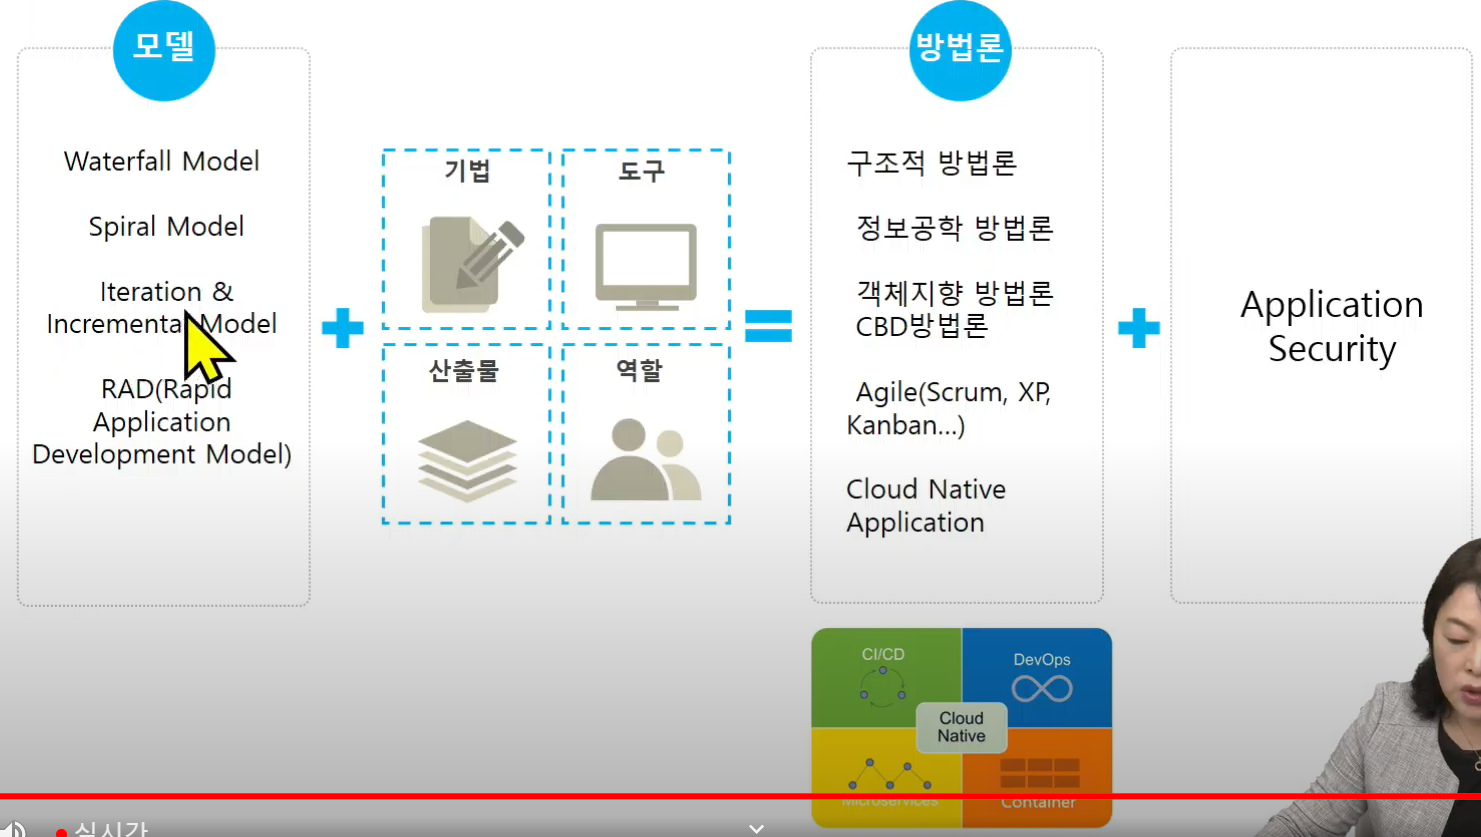 모델
Waterfall Model
Spiral Model
Iteration &
Incremental Model
RAD(Rapid
Application
Development Model)
기법
도구
산출물
역할
방법론
구조적 방법론
정보공학 방법론
객체지향 방법론
CBD방법론
Agile(Scrum, XP,
Kanban...)
Cloud Native
Application
Application
Security
CI/CD
DevOps
Cloud
Native
Microservices
Container
실시간